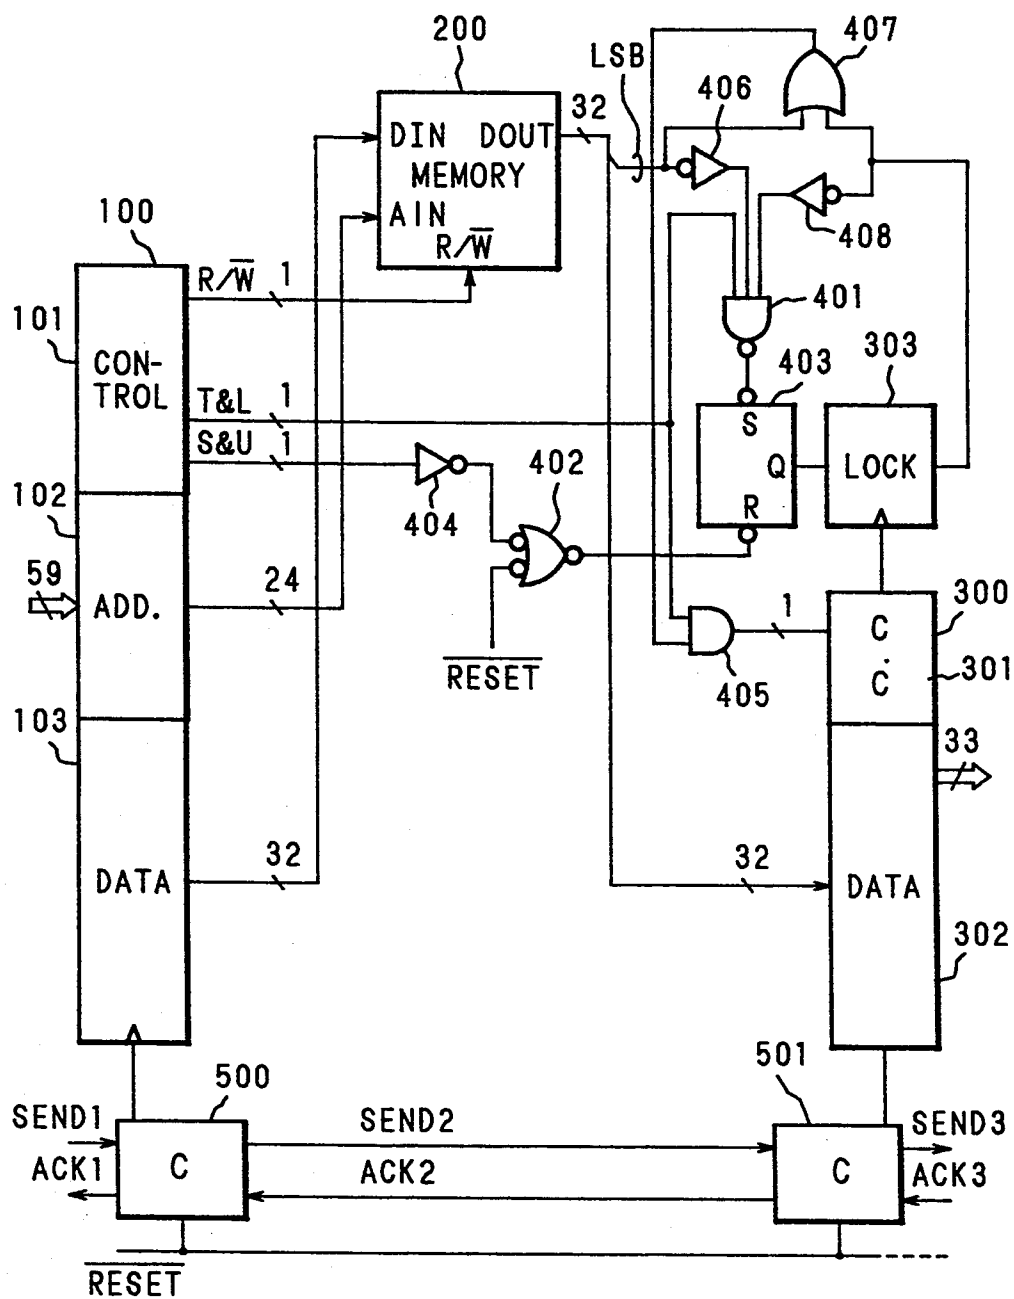 200
407
LSB
406
32
DIN DOUT
MEMORY
AIN
R/W̅
408
100
R/W̅ 1
101
CON-
TROL
401
403
303
T&L 1
S&U 1
S
Q
R
LOCK
102
404
402
59
ADD.
24
R̅E̅S̅E̅T̅
1
405
C.C
300
301
103
33
32
DATA
32
DATA
302
500
501
SEND1
SEND2
SEND3
ACK1
C
ACK2
C
ACK3
R̅E̅S̅E̅T̅